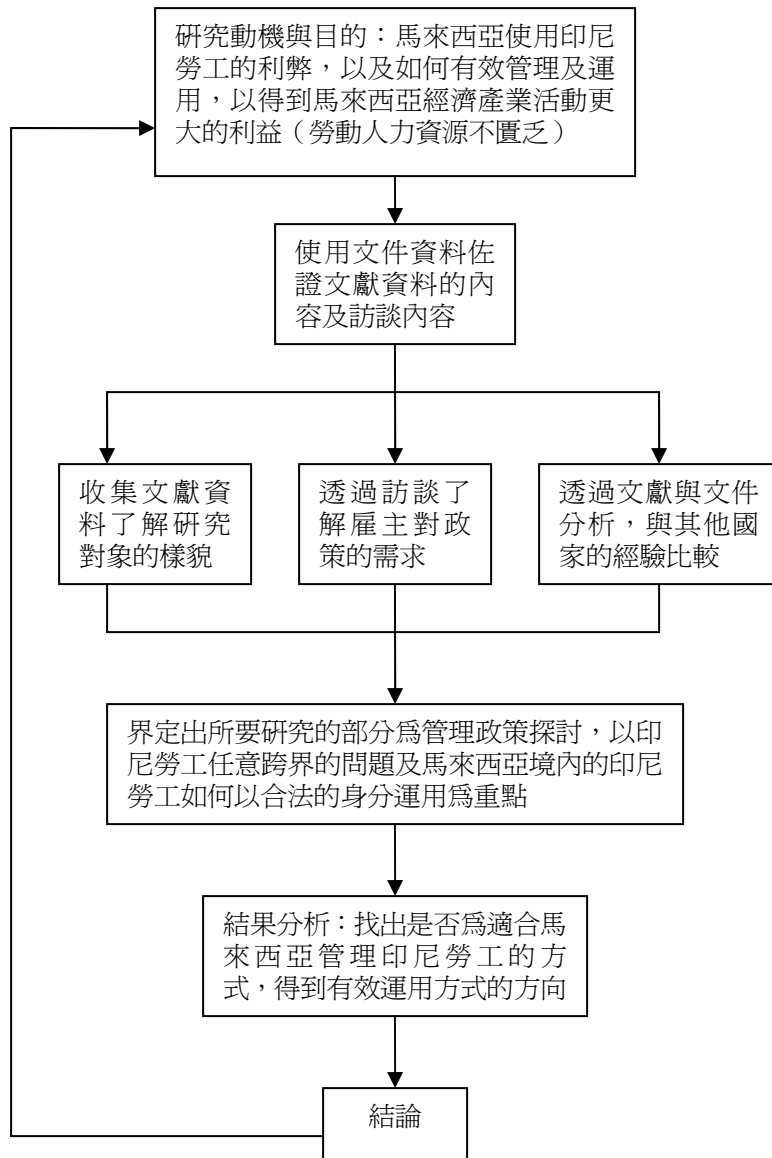 研究動機與目的：馬來西亞使用印尼
勞工的利弊，以及如何有效管理及運
用，以得到馬來西亞經濟產業活動更
大的利益（勞動人力資源不匱乏）
使用文件資料佐
證文獻資料的內
容及訪談內容
收集文獻資
料了解研究
對象的樣貌
透過訪談了
解雇主對政
策的需求
透過文獻與文件
分析，與其他國
家的經驗比較
界定出所要研究的部分為管理政策探討，以印
尼勞工任意跨界的問題及馬來西亞境內的印尼
勞工如何以合法的身分運用為重點
結果分析：找出是否為適合馬
來西亞管理印尼勞工的方
式，得到有效運用方式的方向
結論